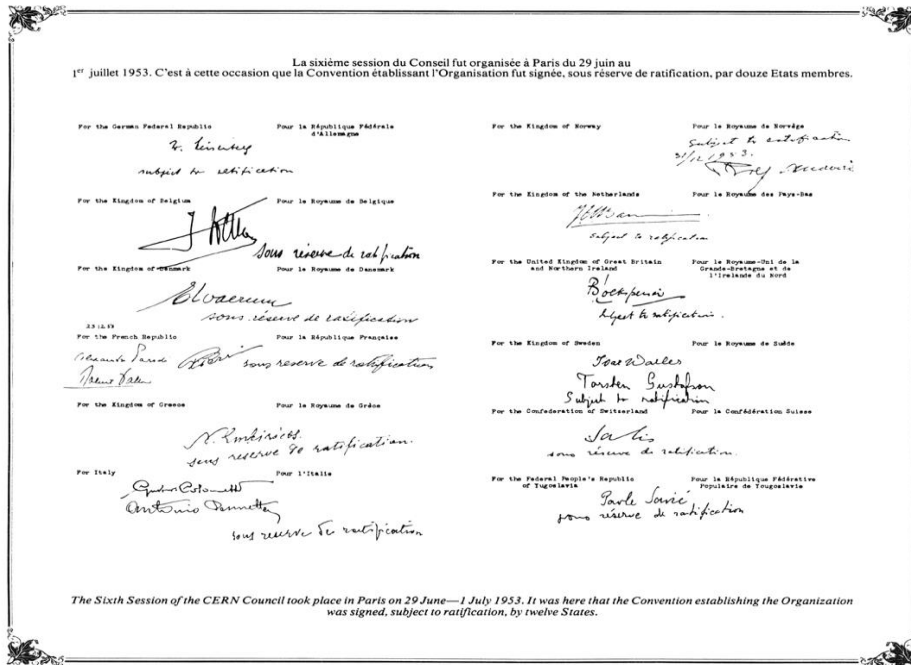 La sixième session du Conseil fut organisée à Paris du 29 juin au
1er juillet 1953. C'est à cette occasion que la Convention établissant l'Organisation fut signée, sous réserve de ratification, par douze Etats membres.
For the German Federal Republic
Pour la République Fédérale
d'Allemagne
subject to ratification
For the Kingdom of Belgium
Pour le Royaume de Belgique
sous réserve de ratification
For the Kingdom of Denmark
Pour le Royaume de Danemark
sous réserve de ratification
23.12.53
For the French Republic
Pour la République Française
sous reserve de ratification
For the Kingdom of Greece
Pour le Royaume de Grèce
sous reserve de ratification.
For Italy
Pour l'Italie
sous reserve de ratification
For the Kingdom of Norway
Pour le Royaume de Norvège
Subject to ratification
31/12 1953.
For the Kingdom of the Netherlands
Pour le Royaume des Pays-Bas
subject to ratification
For the United Kingdom of Great Britain
and Northern Ireland
Pour le Royaume-Uni de la
Grande-Bretagne et de
l'Irelande du Nord
subject to ratification.
For the Kingdom of Sweden
Pour le Royaume de Suède
Torsten Gustafson
Subject to ratification
For the Confederation of Switzerland
Pour la Confédération Suisse
sous réserve de ratification.
For the Federal People's Republic
of Yugoslavia
Pour la République Fédérative
Populaire de Yougoslavie
Pavle Savić
sous réserve de ratification
The Sixth Session of the CERN Council took place in Paris on 29 June—1 July 1953. It was here that the Convention establishing the Organization
was signed, subject to ratification, by twelve States.